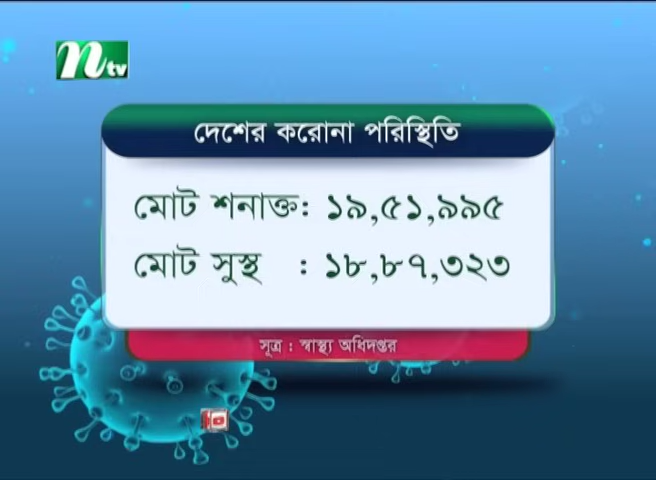 ntv
দেশের করোনা পরিস্থিতি
মোট শনাক্ত: ১৯,৫১,৯৯৫
মোট সুস্থ : ১৮,৮৭,৩২৩
সূত্র : স্বাস্থ্য অধিদপ্তর